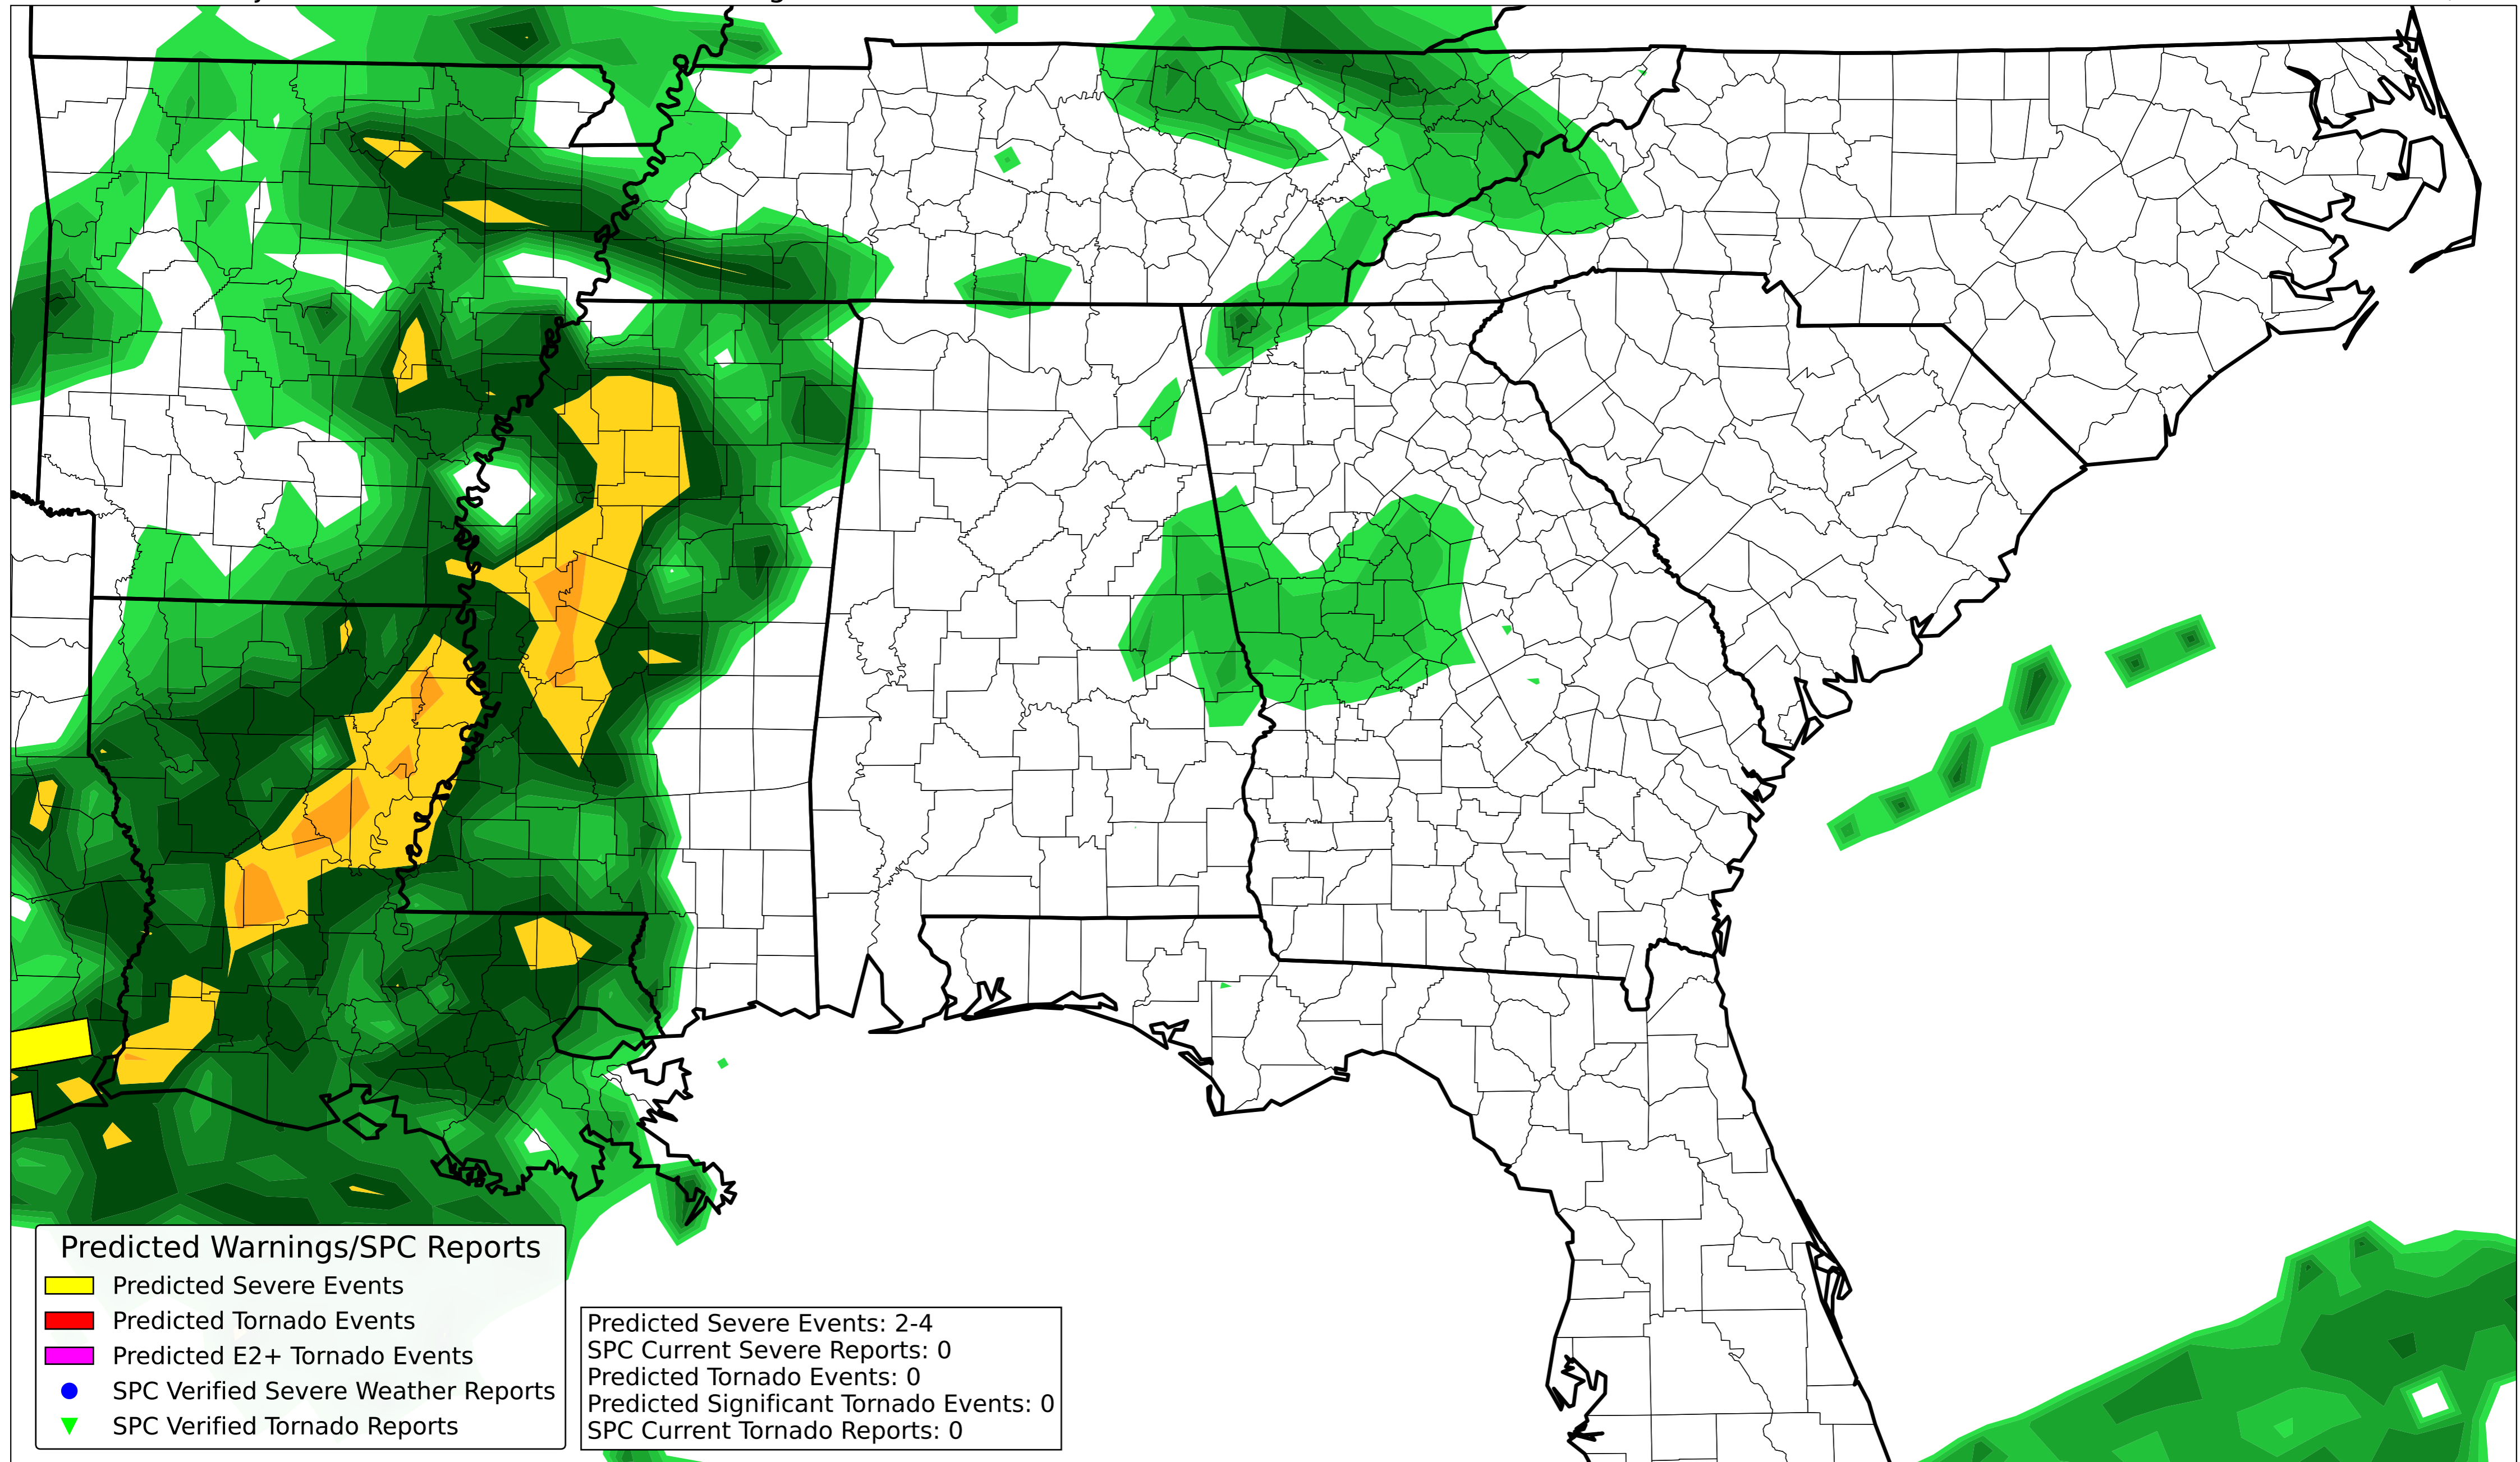 Predicted Warnings/SPC Reports
Predicted Severe Events
Predicted Tornado Events
Predicted E2+ Tornado Events
SPC Verified Severe Weather Reports
SPC Verified Tornado Reports
Predicted Severe Events: 2-4
SPC Current Severe Reports: 0
Predicted Tornado Events: 0
Predicted Significant Tornado Events: 0
SPC Current Tornado Reports: 0